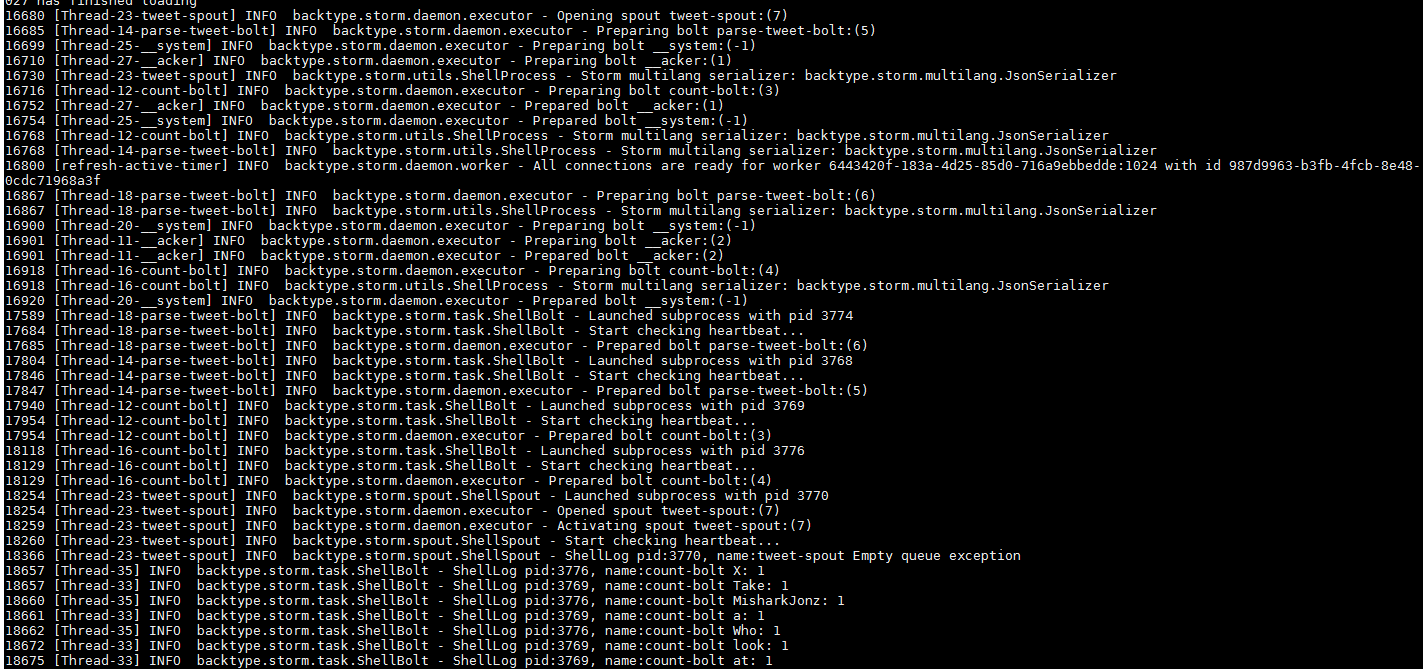 027 has finished loading
16680 [Thread-23-tweet-spout] INFO  backtype.storm.daemon.executor - Opening spout tweet-spout:(7)
16685 [Thread-14-parse-tweet-bolt] INFO  backtype.storm.daemon.executor - Preparing bolt parse-tweet-bolt:(5)
16699 [Thread-25-__system] INFO  backtype.storm.daemon.executor - Preparing bolt __system:(-1)
16710 [Thread-27-__acker] INFO  backtype.storm.daemon.executor - Preparing bolt __acker:(1)
16730 [Thread-23-tweet-spout] INFO  backtype.storm.utils.ShellProcess - Storm multilang serializer: backtype.storm.multilang.JsonSerializer
16716 [Thread-12-count-bolt] INFO  backtype.storm.daemon.executor - Preparing bolt count-bolt:(3)
16752 [Thread-27-__acker] INFO  backtype.storm.daemon.executor - Prepared bolt __acker:(1)
16754 [Thread-25-__system] INFO  backtype.storm.daemon.executor - Prepared bolt __system:(-1)
16768 [Thread-12-count-bolt] INFO  backtype.storm.utils.ShellProcess - Storm multilang serializer: backtype.storm.multilang.JsonSerializer
16768 [Thread-14-parse-tweet-bolt] INFO  backtype.storm.utils.ShellProcess - Storm multilang serializer: backtype.storm.multilang.JsonSerializer
16800 [refresh-active-timer] INFO  backtype.storm.daemon.worker - All connections are ready for worker 6443420f-183a-4d25-85d0-716a9ebbedde:1024 with id 987d9963-b3fb-4fcb-8e48-
0cdc71968a3f
16867 [Thread-18-parse-tweet-bolt] INFO  backtype.storm.daemon.executor - Preparing bolt parse-tweet-bolt:(6)
16867 [Thread-18-parse-tweet-bolt] INFO  backtype.storm.utils.ShellProcess - Storm multilang serializer: backtype.storm.multilang.JsonSerializer
16900 [Thread-20-__system] INFO  backtype.storm.daemon.executor - Preparing bolt __system:(-1)
16901 [Thread-11-__acker] INFO  backtype.storm.daemon.executor - Preparing bolt __acker:(2)
16901 [Thread-11-__acker] INFO  backtype.storm.daemon.executor - Prepared bolt __acker:(2)
16918 [Thread-16-count-bolt] INFO  backtype.storm.daemon.executor - Preparing bolt count-bolt:(4)
16918 [Thread-16-count-bolt] INFO  backtype.storm.utils.ShellProcess - Storm multilang serializer: backtype.storm.multilang.JsonSerializer
16920 [Thread-20-__system] INFO  backtype.storm.daemon.executor - Prepared bolt __system:(-1)
17589 [Thread-18-parse-tweet-bolt] INFO  backtype.storm.task.ShellBolt - Launched subprocess with pid 3774
17684 [Thread-18-parse-tweet-bolt] INFO  backtype.storm.task.ShellBolt - Start checking heartbeat...
17685 [Thread-18-parse-tweet-bolt] INFO  backtype.storm.daemon.executor - Prepared bolt parse-tweet-bolt:(6)
17804 [Thread-14-parse-tweet-bolt] INFO  backtype.storm.task.ShellBolt - Launched subprocess with pid 3768
17846 [Thread-14-parse-tweet-bolt] INFO  backtype.storm.task.ShellBolt - Start checking heartbeat...
17847 [Thread-14-parse-tweet-bolt] INFO  backtype.storm.daemon.executor - Prepared bolt parse-tweet-bolt:(5)
17940 [Thread-12-count-bolt] INFO  backtype.storm.task.ShellBolt - Launched subprocess with pid 3769
17954 [Thread-12-count-bolt] INFO  backtype.storm.task.ShellBolt - Start checking heartbeat...
17954 [Thread-12-count-bolt] INFO  backtype.storm.daemon.executor - Prepared bolt count-bolt:(3)
18118 [Thread-16-count-bolt] INFO  backtype.storm.task.ShellBolt - Launched subprocess with pid 3776
18129 [Thread-16-count-bolt] INFO  backtype.storm.task.ShellBolt - Start checking heartbeat...
18129 [Thread-16-count-bolt] INFO  backtype.storm.daemon.executor - Prepared bolt count-bolt:(4)
18254 [Thread-23-tweet-spout] INFO  backtype.storm.spout.ShellSpout - Launched subprocess with pid 3770
18254 [Thread-23-tweet-spout] INFO  backtype.storm.daemon.executor - Opened spout tweet-spout:(7)
18259 [Thread-23-tweet-spout] INFO  backtype.storm.daemon.executor - Activating spout tweet-spout:(7)
18260 [Thread-23-tweet-spout] INFO  backtype.storm.spout.ShellSpout - Start checking heartbeat...
18366 [Thread-23-tweet-spout] INFO  backtype.storm.spout.ShellSpout - ShellLog pid:3770, name:tweet-spout Empty queue exception
18657 [Thread-35] INFO  backtype.storm.task.ShellBolt - ShellLog pid:3776, name:count-bolt X: 1
18657 [Thread-33] INFO  backtype.storm.task.ShellBolt - ShellLog pid:3769, name:count-bolt Take: 1
18660 [Thread-35] INFO  backtype.storm.task.ShellBolt - ShellLog pid:3776, name:count-bolt MisharkJonz: 1
18661 [Thread-33] INFO  backtype.storm.task.ShellBolt - ShellLog pid:3769, name:count-bolt a: 1
18662 [Thread-35] INFO  backtype.storm.task.ShellBolt - ShellLog pid:3776, name:count-bolt Who: 1
18672 [Thread-33] INFO  backtype.storm.task.ShellBolt - ShellLog pid:3769, name:count-bolt look: 1
18675 [Thread-33] INFO  backtype.storm.task.ShellBolt - ShellLog pid:3769, name:count-bolt at: 1